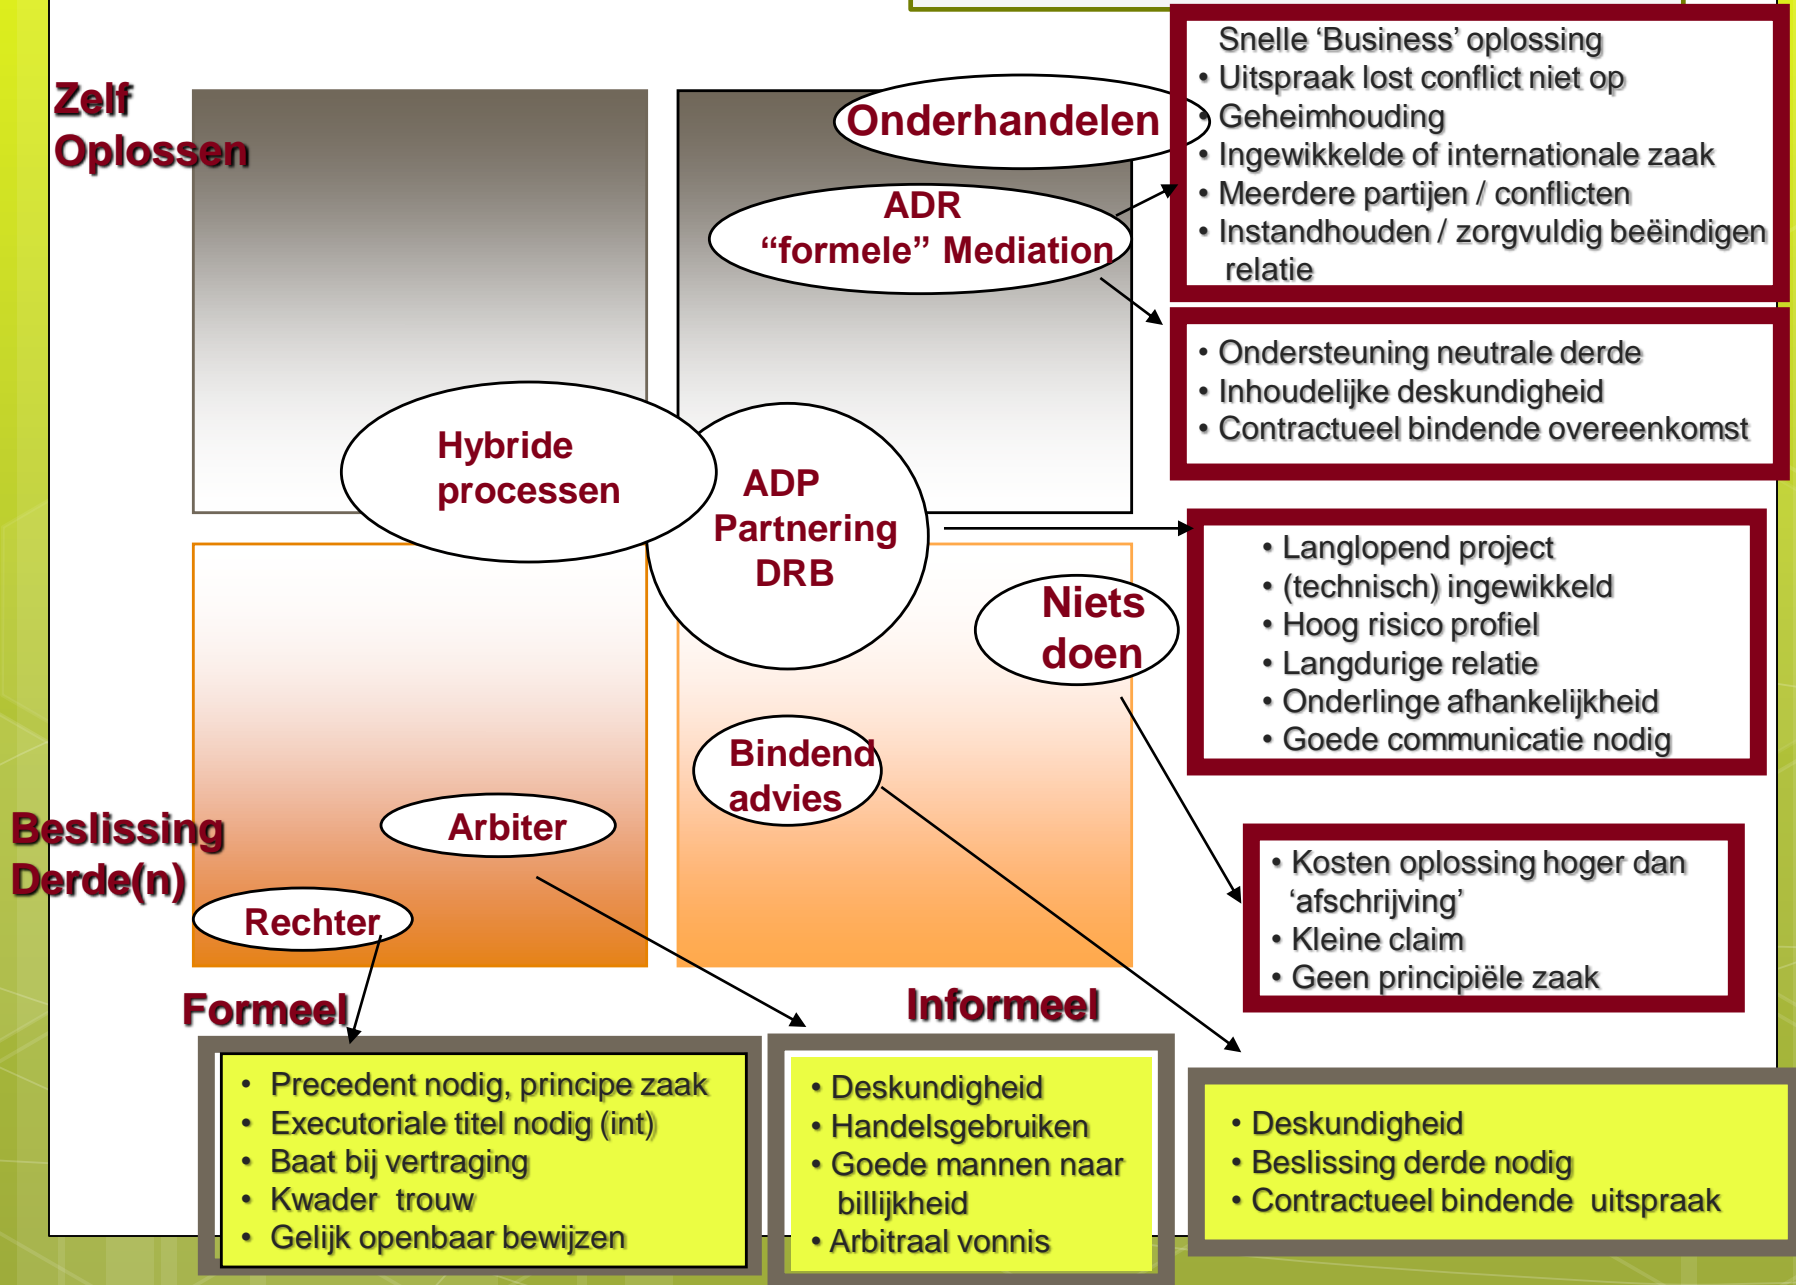 Zelf
Oplossen
Onderhandelen
ADR
“formele” Mediation
Snelle ‘Business’ oplossing
• Uitspraak lost conflict niet op
• Geheimhouding
• Ingewikkelde of internationale zaak
• Meerdere partijen / conflicten
• Instandhouden / zorgvuldig beëindigen
relatie
• Ondersteuning neutrale derde
• Inhoudelijke deskundigheid
• Contractueel bindende overeenkomst
Hybride
processen
ADP
Partnering
DRB
• Langlopend project
• (technisch) ingewikkeld
• Hoog risico profiel
• Langdurige relatie
• Onderlinge afhankelijkheid
• Goede communicatie nodig
Niets
doen
Bindend
advies
Beslissing
Derde(n)
Arbiter
Rechter
• Kosten oplossing hoger dan
‘afschrijving’
• Kleine claim
• Geen principiële zaak
Formeel
Informeel
• Precedent nodig, principe zaak
• Executoriale titel nodig (int)
• Baat bij vertraging
• Kwader trouw
• Gelijk openbaar bewijzen
• Deskundigheid
• Handelsgebruiken
• Goede mannen naar
billijkheid
• Arbitraal vonnis
• Deskundigheid
• Beslissing derde nodig
• Contractueel bindende uitspraak